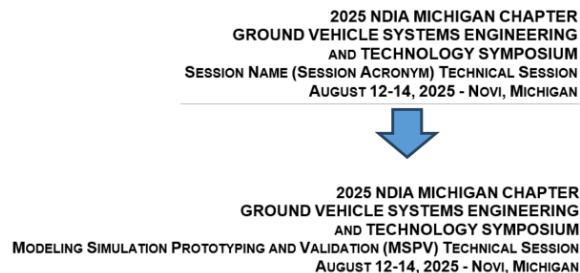 2025 NDIA MICHIGAN CHAPTER
GROUND VEHICLE SYSTEMS ENGINEERING
AND TECHNOLOGY SYMPOSIUM
SESSION NAME (SESSION ACRONYM) TECHNICAL SESSION
AUGUST 12-14, 2025 - NOVI, MICHIGAN
2025 NDIA MICHIGAN CHAPTER
GROUND VEHICLE SYSTEMS ENGINEERING
AND TECHNOLOGY SYMPOSIUM
MODELING SIMULATION PROTOTYPING AND VALIDATION (MSPV) TECHNICAL SESSION
AUGUST 12-14, 2025 - NOVI, MICHIGAN